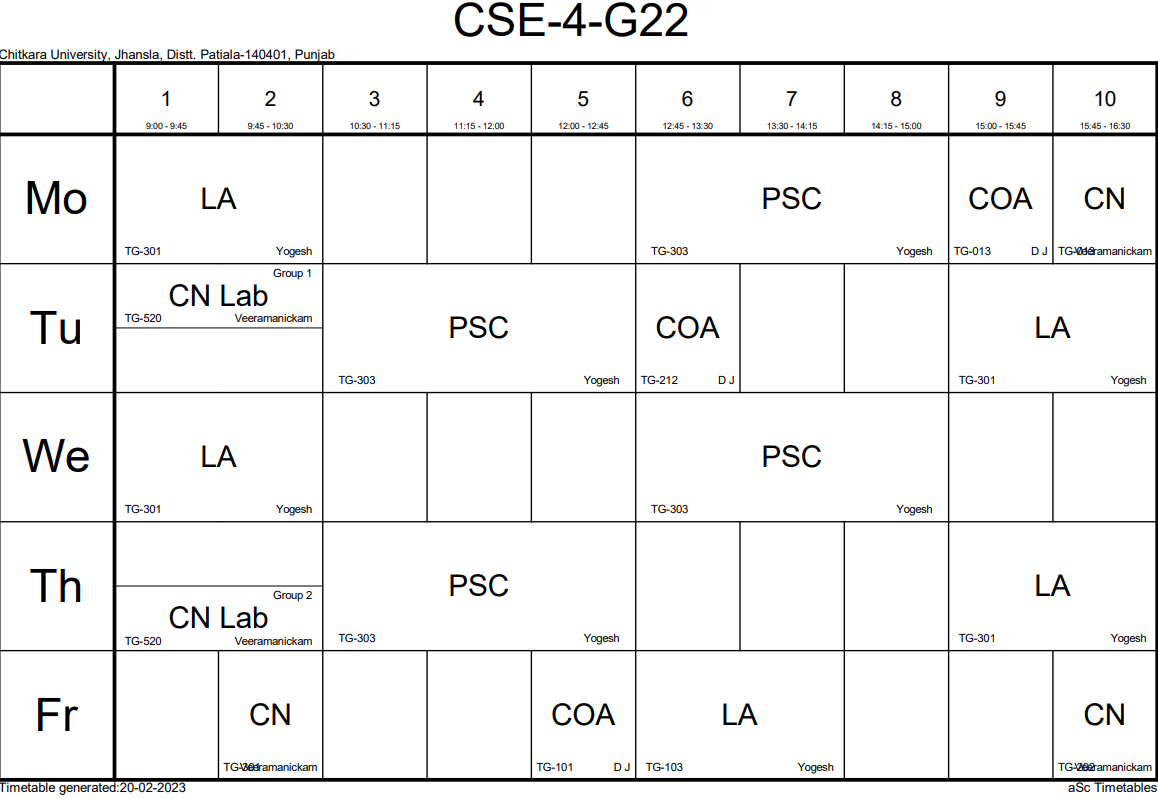 CSE-4-G22
Chitkara University, Jhansla, Distt. Patiala-140401, Punjab
1 2 3 4 5 6 7 8 9 10
9:00 - 9:45 9:45 - 10:30 10:30 - 11:15 11:15 - 12:00 12:00 - 12:45 12:45 - 13:30 13:30 - 14:15 14:15 - 15:00 15:00 - 15:45 15:45 - 16:30
Mo LA PSC COA CN
TG-301 Yogesh TG-303 Yogesh TG-013 D J Veeramanickam
Group 1
CN Lab
TG-520 Veeramanickam
Tu PSC COA LA
TG-303 Yogesh TG-212 D J TG-301 Yogesh
We LA PSC
TG-301 Yogesh TG-303 Yogesh
Th PSC LA
Group 2
CN Lab
TG-520 Veeramanickam TG-303 Yogesh TG-301 Yogesh
Fr CN COA LA CN
Veeramanickam TG-101 D J TG-103 Yogesh Veeramanickam
Timetable generated:20-02-2023 aSc Timetables